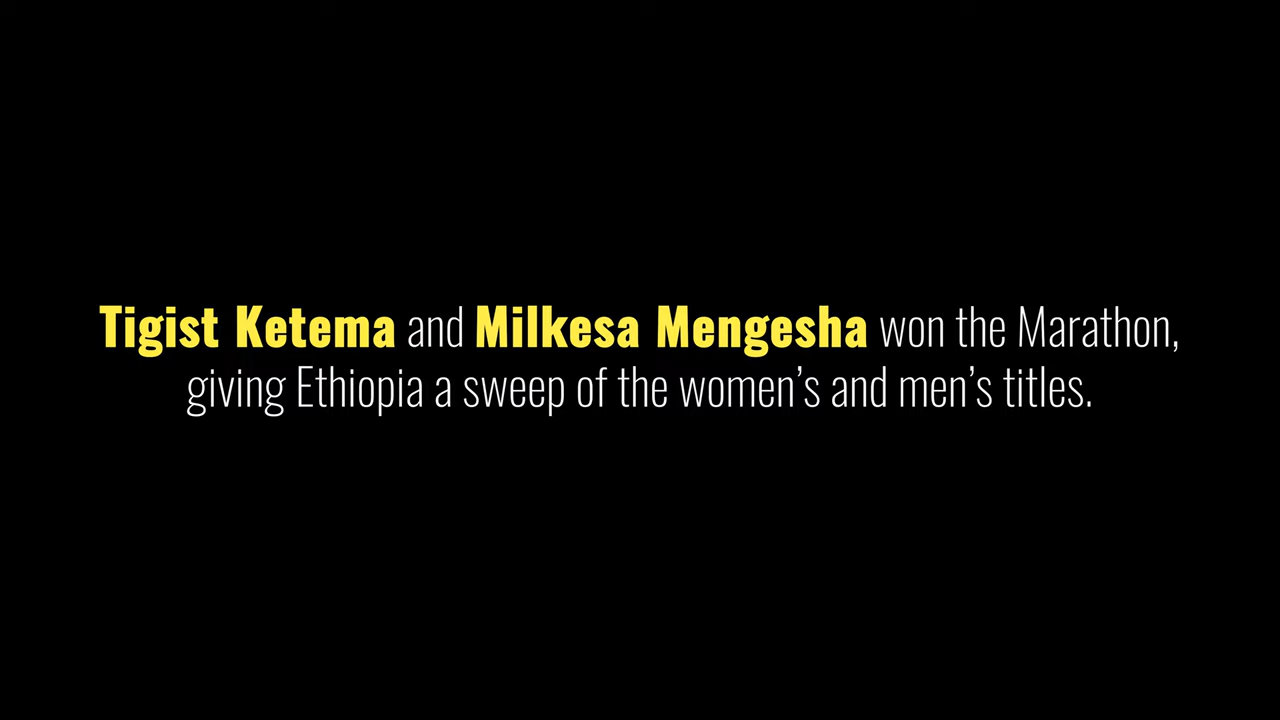 Tigist Ketema and Milkesa Mengesha won the Marathon,
giving Ethiopia a sweep of the women’s and men’s titles.